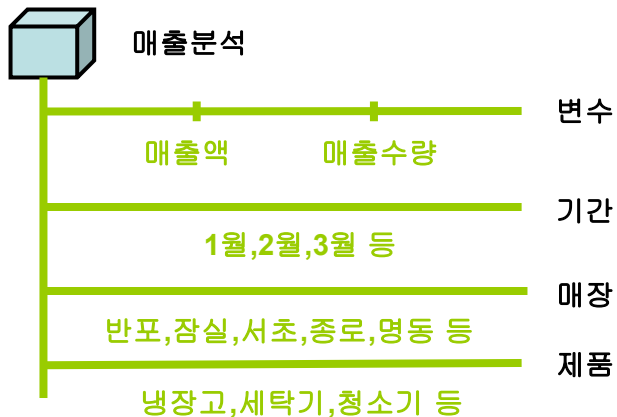 매출분석
변수
매출액 매출수량
기간
1월,2월,3월 등
매장
반포,잠실,서초,종로,명동 등
제품
냉장고,세탁기,청소기 등